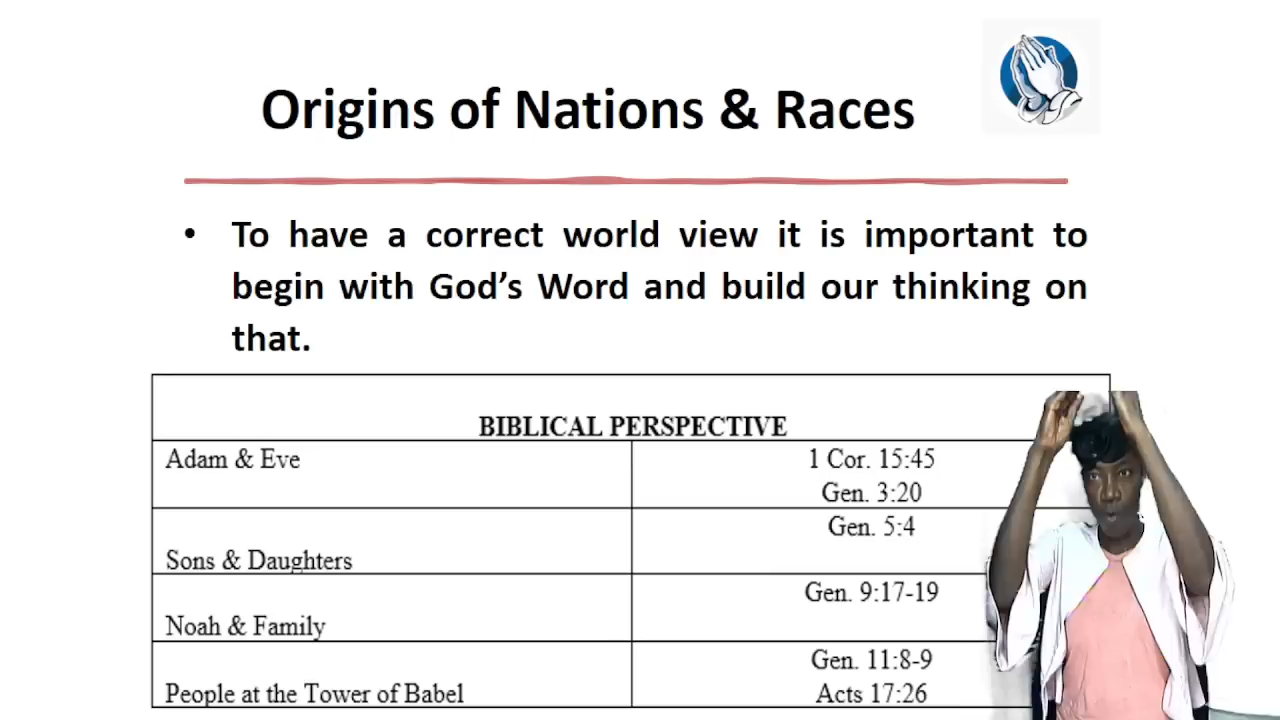 Origins of Nations & Races
• To have a correct world view it is important to
begin with God’s Word and build our thinking on
that.
BIBLICAL PERSPECTIVE
Adam & Eve
1 Cor. 15:45
Gen. 3:20
Sons & Daughters
Gen. 5:4
Noah & Family
Gen. 9:17-19
People at the Tower of Babel
Gen. 11:8-9
Acts 17:26